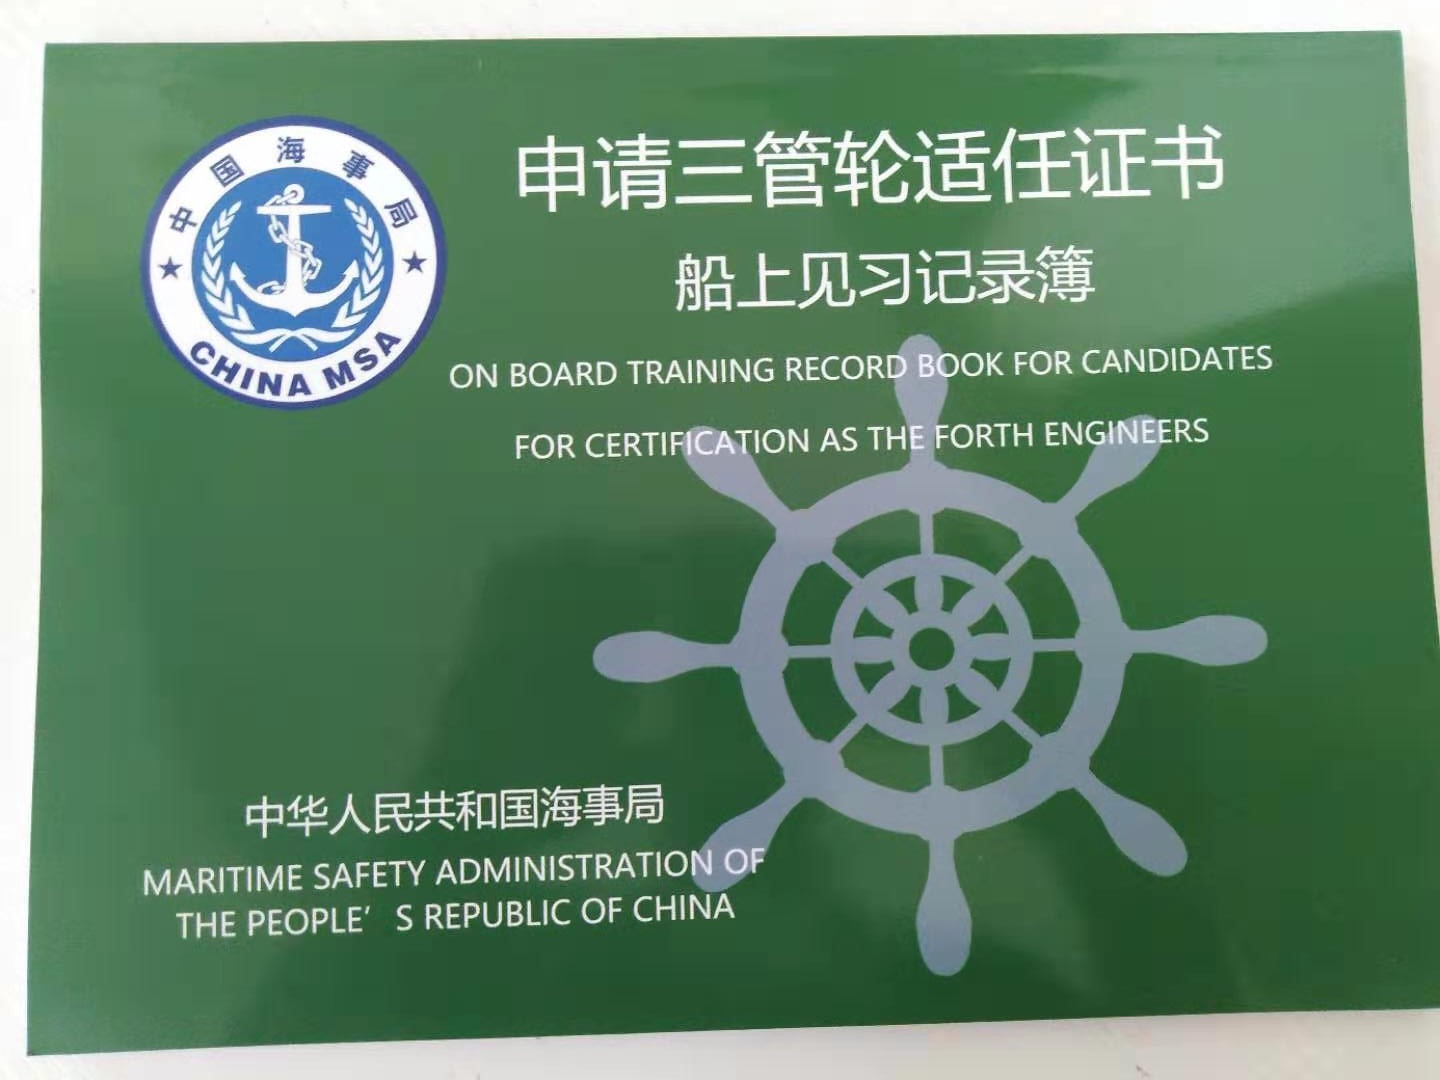 中国海事局
CHINA MSA
申请三管轮适任证书
船上见习记录簿
ON BOARD TRAINING RECORD BOOK FOR CANDIDATES
FOR CERTIFICATION AS THE FORTH ENGINEERS
中华人民共和国海事局
MARITIME SAFETY ADMINISTRATION OF
THE PEOPLE’ S REPUBLIC OF CHINA